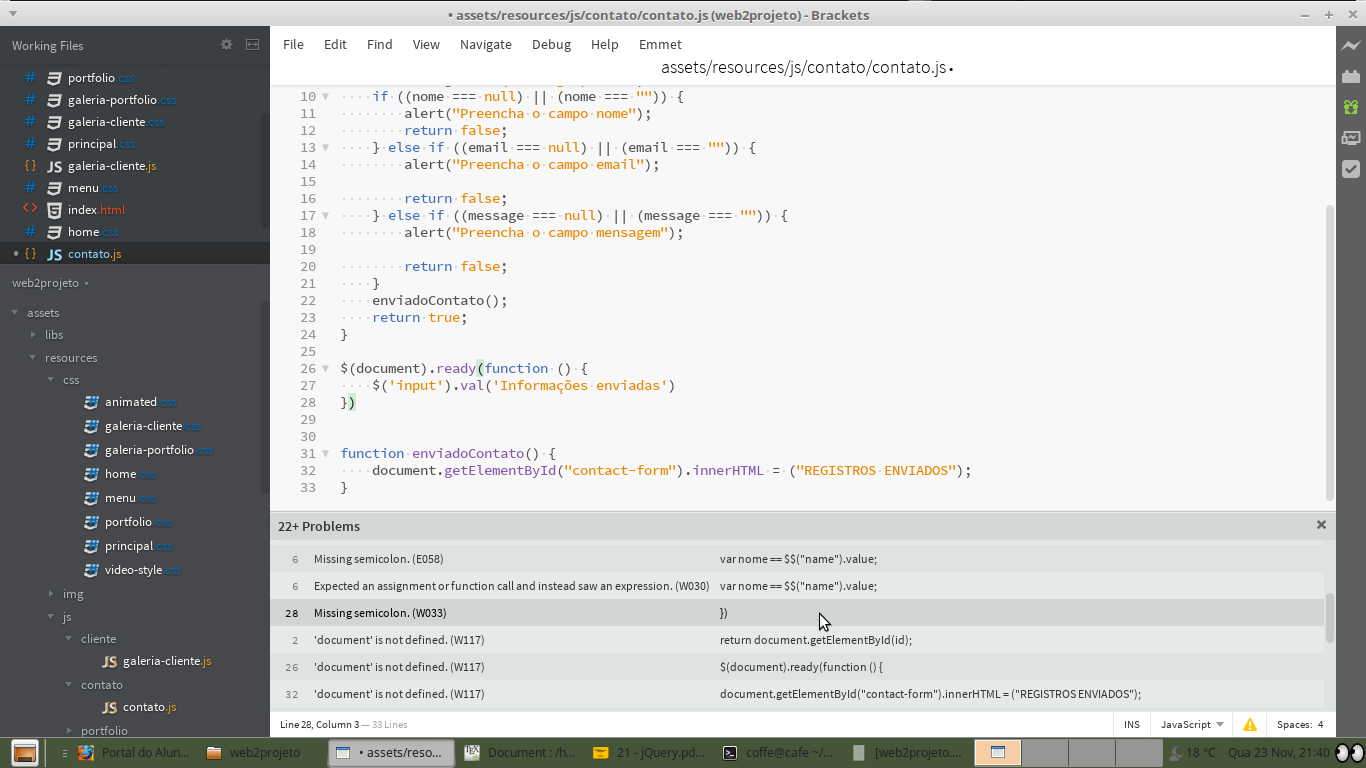 • assets/resources/js/contato/contato.js (web2projeto) - Brackets
Working Files
File Edit Find View Navigate Debug Help Emmet
assets/resources/js/contato/contato.js •
portfolio.css
galeria-portfolio.css
galeria-cliente.css
principal.css
galeria-cliente.js
menu.css
index.html
home.css
contato.js
web2projeto
assets
libs
resources
css
animated.css
galeria-cliente.css
galeria-portfolio.css
home.css
menu.css
portfolio.css
principal.css
video-style.css
img
js
cliente
galeria-cliente.js
contato
contato.js
portfolio
10 if ((nome === null) || (nome === "")) {
11 alert("Preencha o campo nome");
12 return false;
13 } else if ((email === null) || (email === "")) {
14 alert("Preencha o campo email");
15
16 return false;
17 } else if ((message === null) || (message === "")) {
18 alert("Preencha o campo mensagem");
19
20 return false;
21 }
22 enviadoContato();
23 return true;
24 }
25
26 $(document).ready(function () {
27 $('input').val('Informações enviadas')
28 })
29
30
31 function enviadoContato() {
32 document.getElementById("contact-form").innerHTML = ("REGISTROS ENVIADOS");
33 }
22+ Problems
6 Missing semicolon. (E058) var nome == $$("name").value;
6 Expected an assignment or function call and instead saw an expression. (W030) var nome == $$("name").value;
28 Missing semicolon. (W033) })
2 'document' is not defined. (W117) return document.getElementById(id);
26 'document' is not defined. (W117) $(document).ready(function () {
32 'document' is not defined. (W117) document.getElementById("contact-form").innerHTML = ("REGISTROS ENVIADOS");
Line 28, Column 3 — 33 Lines INS JavaScript Spaces: 4
Portal do Alun... web2projeto • assets/reso... Document : /h... 21 - jQuery.pd... coffe@cafe ~/... [web2projeto.... 18 °C Qua 23 Nov, 21:40